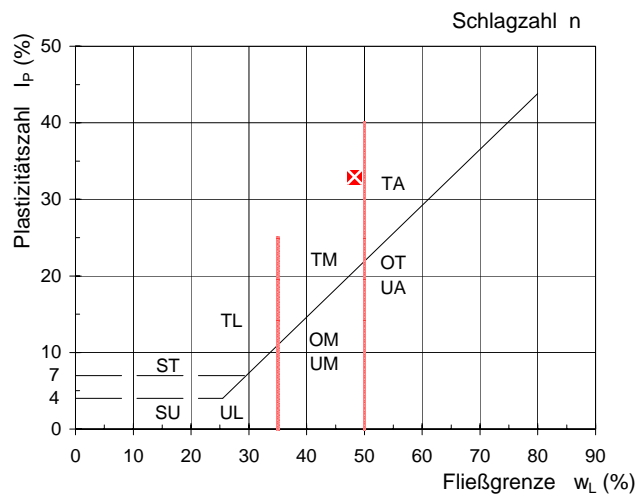 Schlagzahl n
Plastizitätszahl I_P (%)
50
40
30
20
10
7
4
0
TA
TM
OT
UA
TL
OM
UM
ST
SU
UL
0 10 20 30 40 50 60 70 80 90
Fließgrenze w_L (%)